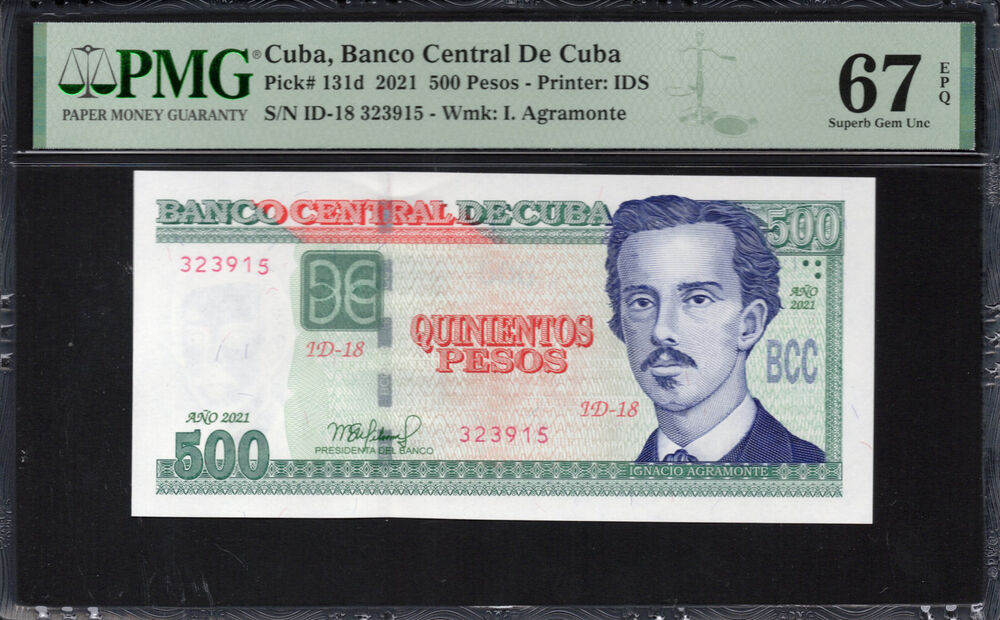 PMG®
PAPER MONEY GUARANTY
Cuba, Banco Central De Cuba
Pick# 131d 2021 500 Pesos - Printer: IDS
S/N ID-18 323915 - Wmk: I. Agramonte
67
EPQ
Superb Gem Unc
BANCO CENTRAL DE CUBA
500
323915
AÑO
2021
QUINIENTOS
PESOS
ID-18
BCC
ID-18
AÑO 2021
500
323915
PRESIDENTA DEL BANCO
IGNACIO AGRAMONTE